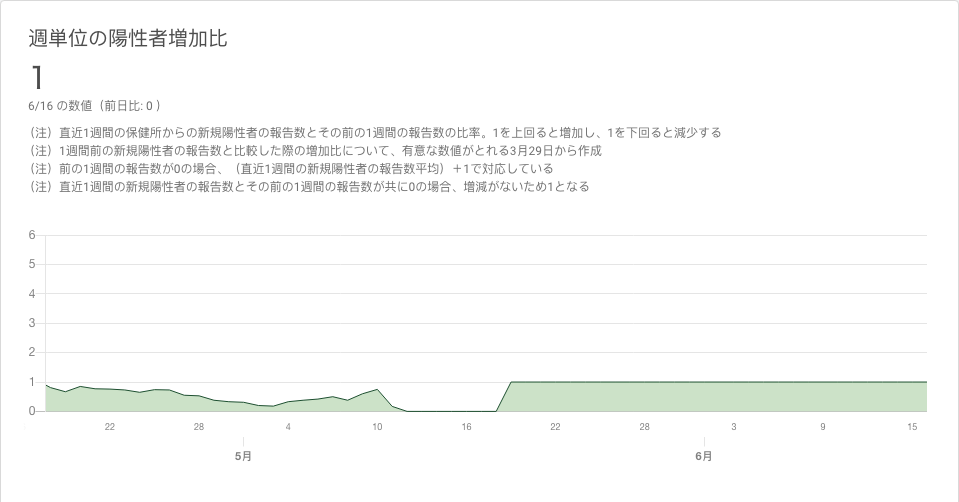 週単位の陽性者増加比
1
6/16 の数値（前日比: 0 ）
（注）直近1週間の保健所からの新規陽性者の報告数とその前の1週間の報告数の比率。1を上回ると増加し、1を下回ると減少する
（注）1週間前の新規陽性者の報告数と比較した際の増加比について、有意な数値がとれる3月29日から作成
（注）前の1週間の報告数が0の場合、（直近1週間の新規陽性者の報告数平均）＋1で対応している
（注）直近1週間の新規陽性者の報告数とその前の1週間の報告数が共に0の場合、増減がないため1となる
6
5
4
3
2
1
0
22 28 4 10 16 22 28 3 9 15
5月 6月